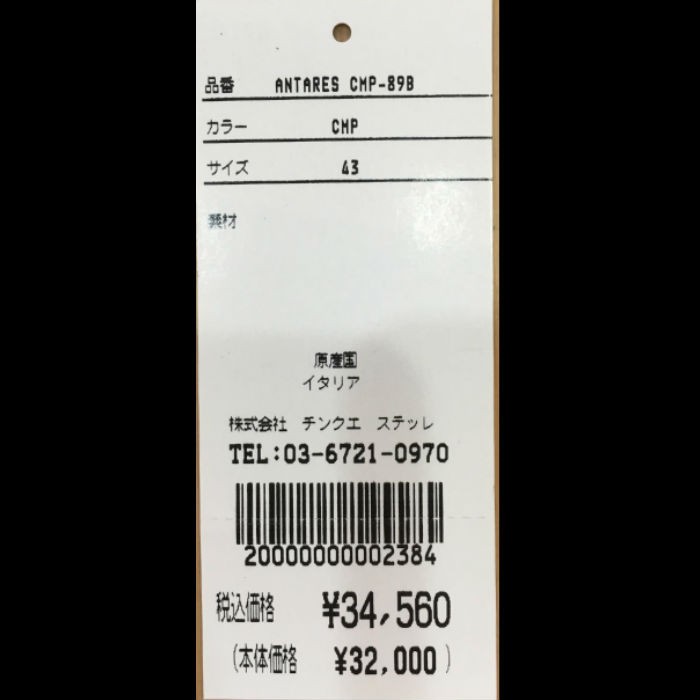 品番 ANTARES CMP-89B
カラー CMP
サイズ 43
素材
原産国
イタリア
株式会社 チンクエ ステッレ
TEL:03-6721-0970
20000000002384
税込価格 ¥34,560
(本体価格 ¥32,000)